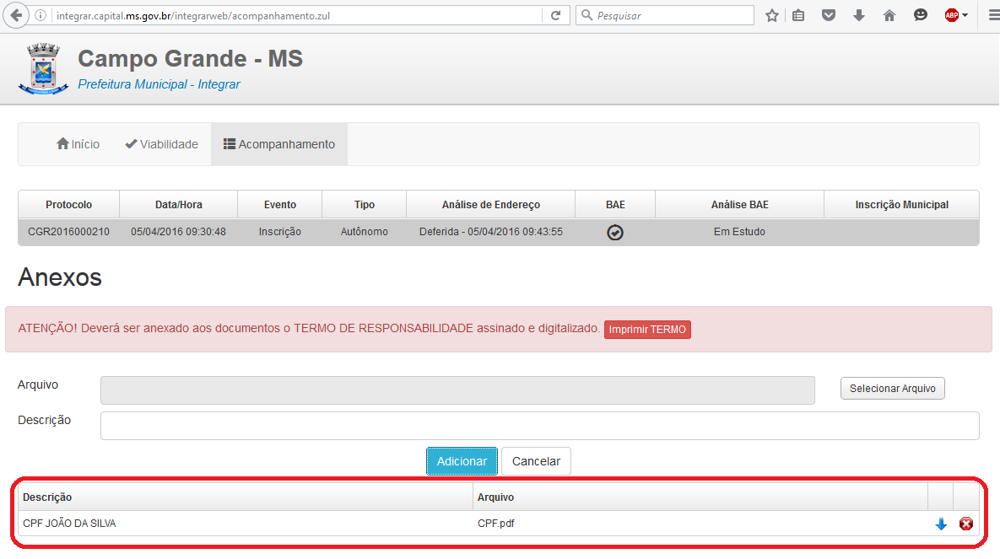 integrar.capital.ms.gov.br/integrarweb/acompanhamento.zul
Pesquisar
ABP
Campo Grande - MS
Prefeitura Municipal - Integrar
Início Viabilidade Acompanhamento
Protocolo Data/Hora Evento Tipo Análise de Endereço BAE Análise BAE Inscrição Municipal
CGR2016000210 05/04/2016 09:30:48 Inscrição Autônomo Deferida - 05/04/2016 09:43:55 Em Estudo
Anexos
ATENÇÃO! Deverá ser anexado aos documentos o TERMO DE RESPONSABILIDADE assinado e digitalizado. Imprimir TERMO
Arquivo Selecionar Arquivo
Descrição
Adicionar Cancelar
Descrição Arquivo
CPF JOÃO DA SILVA CPF.pdf